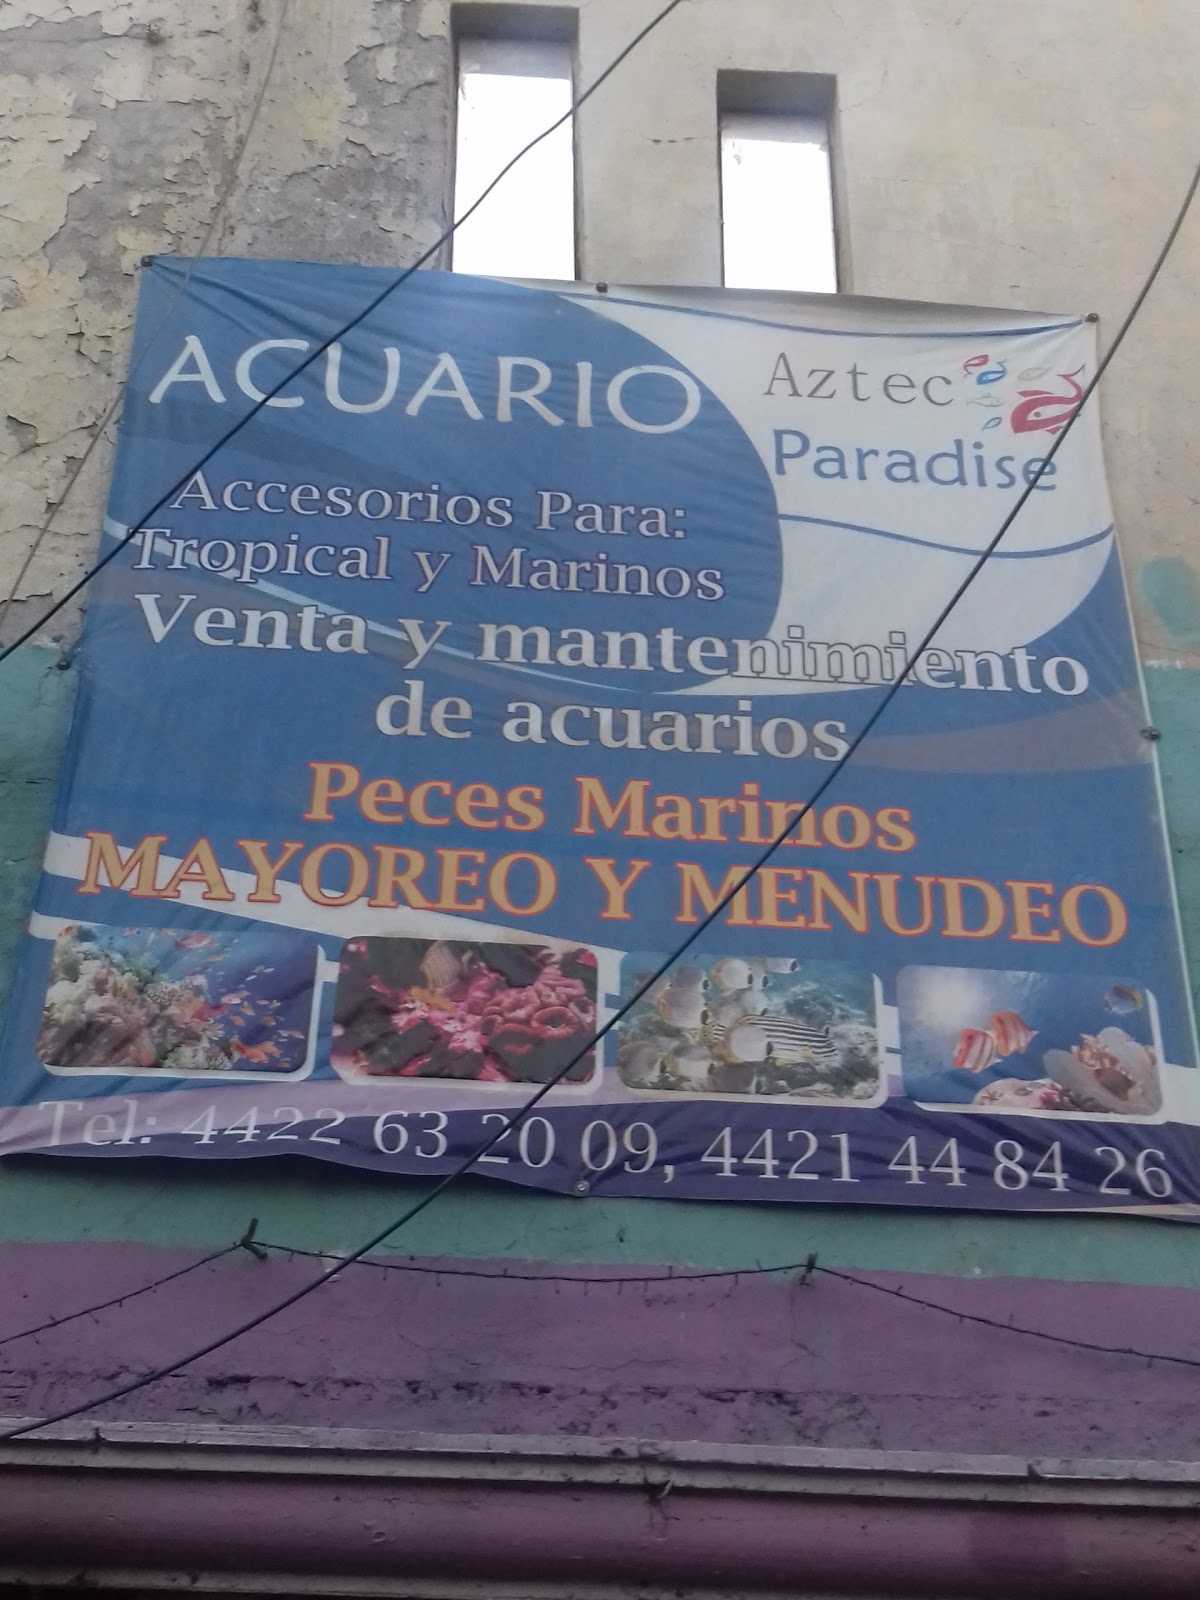 ACUARIO
Aztec
Paradise
Accesorios Para:
Tropical y Marinos
Venta y mantenimiento
de acuarios
Peces Marinos
MAYOREO Y MENUDEO
Tel: 4422 63 20 09, 4421 44 84 26